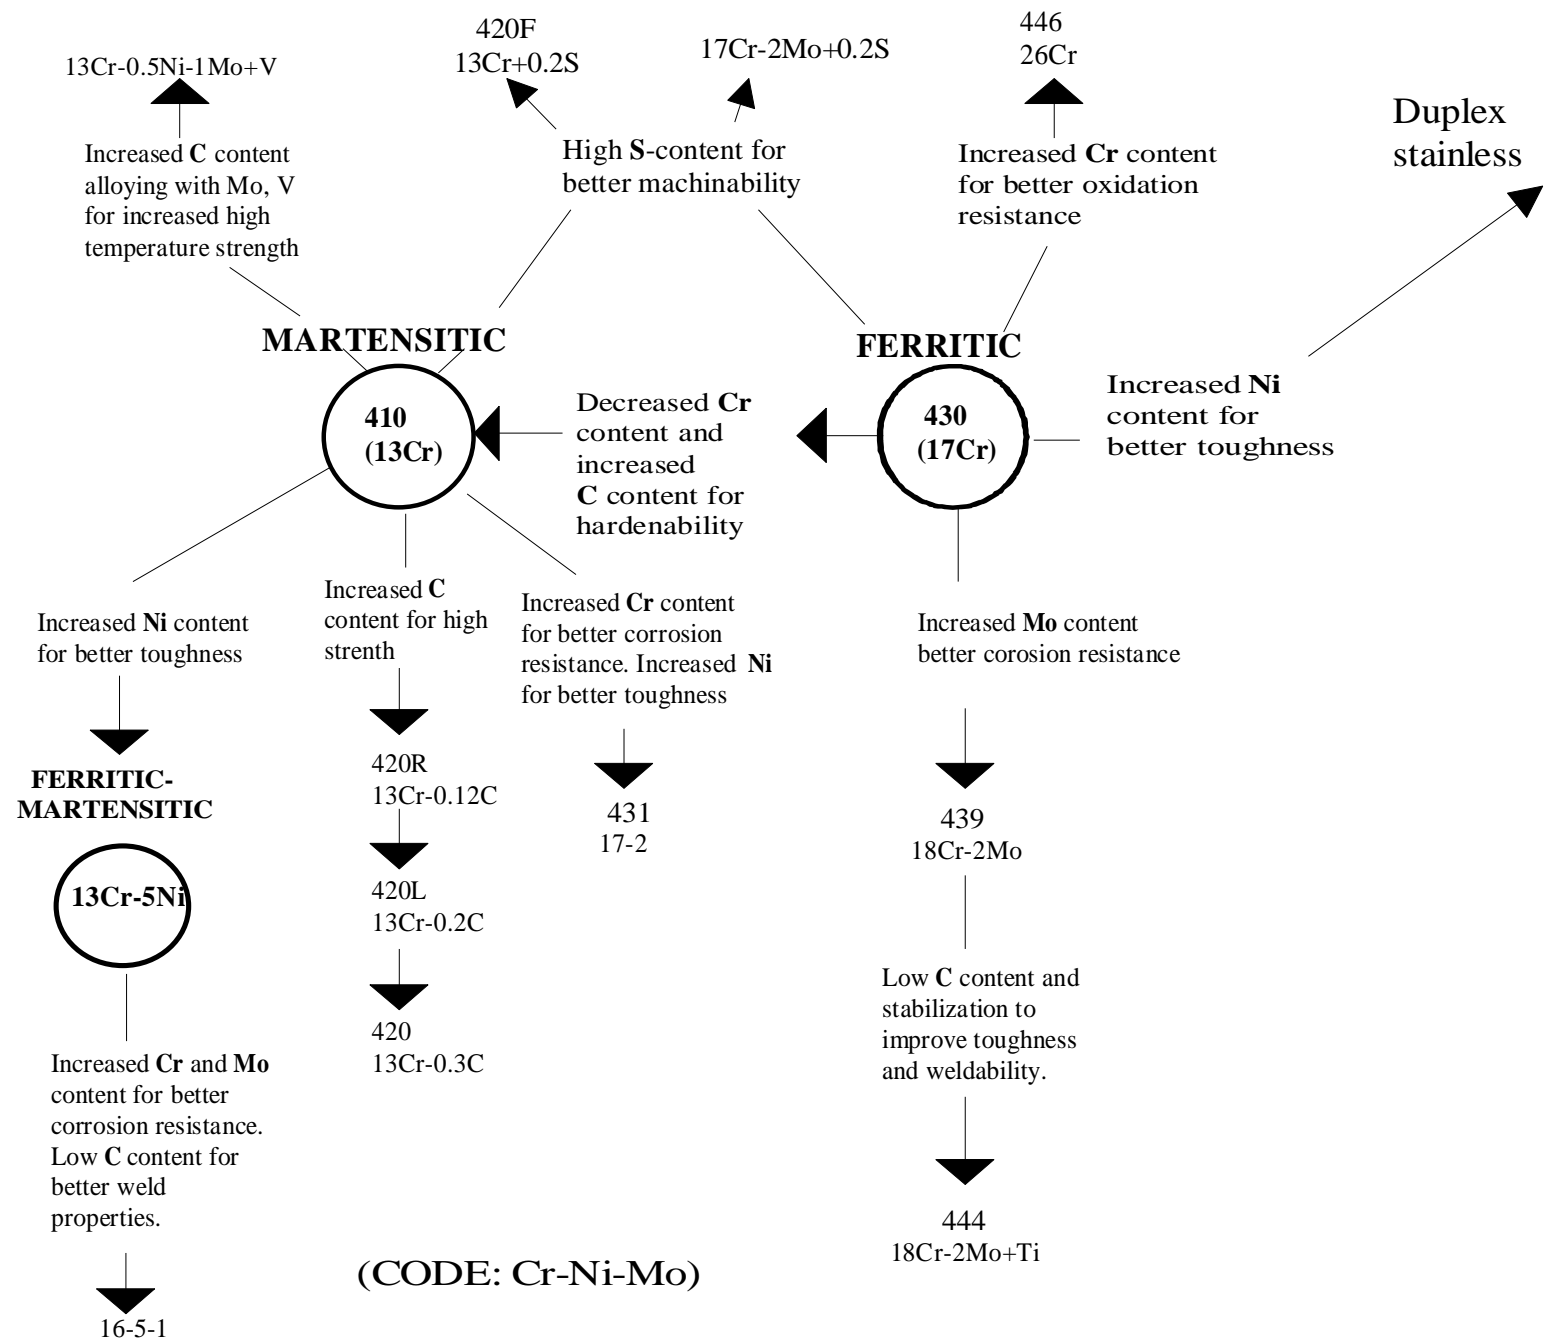 420F
13Cr+0.2S
17Cr-2Mo+0.2S
446
26Cr
13Cr-0.5Ni-1Mo+V
Duplex
stainless
Increased C content
alloying with Mo, V
for increased high
temperature strength
High S-content for
better machinability
Increased Cr content
for better oxidation
resistance
MARTENSITIC
FERRITIC
410
(13Cr)
Decreased Cr
content and
increased
C content for
hardenability
430
(17Cr)
Increased Ni
content for
better toughness
Increased Ni content
for better toughness
Increased C
content for high
strenth
Increased Cr content
for better corrosion
resistance. Increased Ni
for better toughness
Increased Mo content
better corosion resistance
FERRITIC-
MARTENSITIC
13Cr-5Ni
420R
13Cr-0.12C
420L
13Cr-0.2C
420
13Cr-0.3C
431
17-2
439
18Cr-2Mo
Low C content and
stabilization to
improve toughness
and weldability.
444
18Cr-2Mo+Ti
Increased Cr and Mo
content for better
corrosion resistance.
Low C content for
better weld
properties.
16-5-1
(CODE: Cr-Ni-Mo)